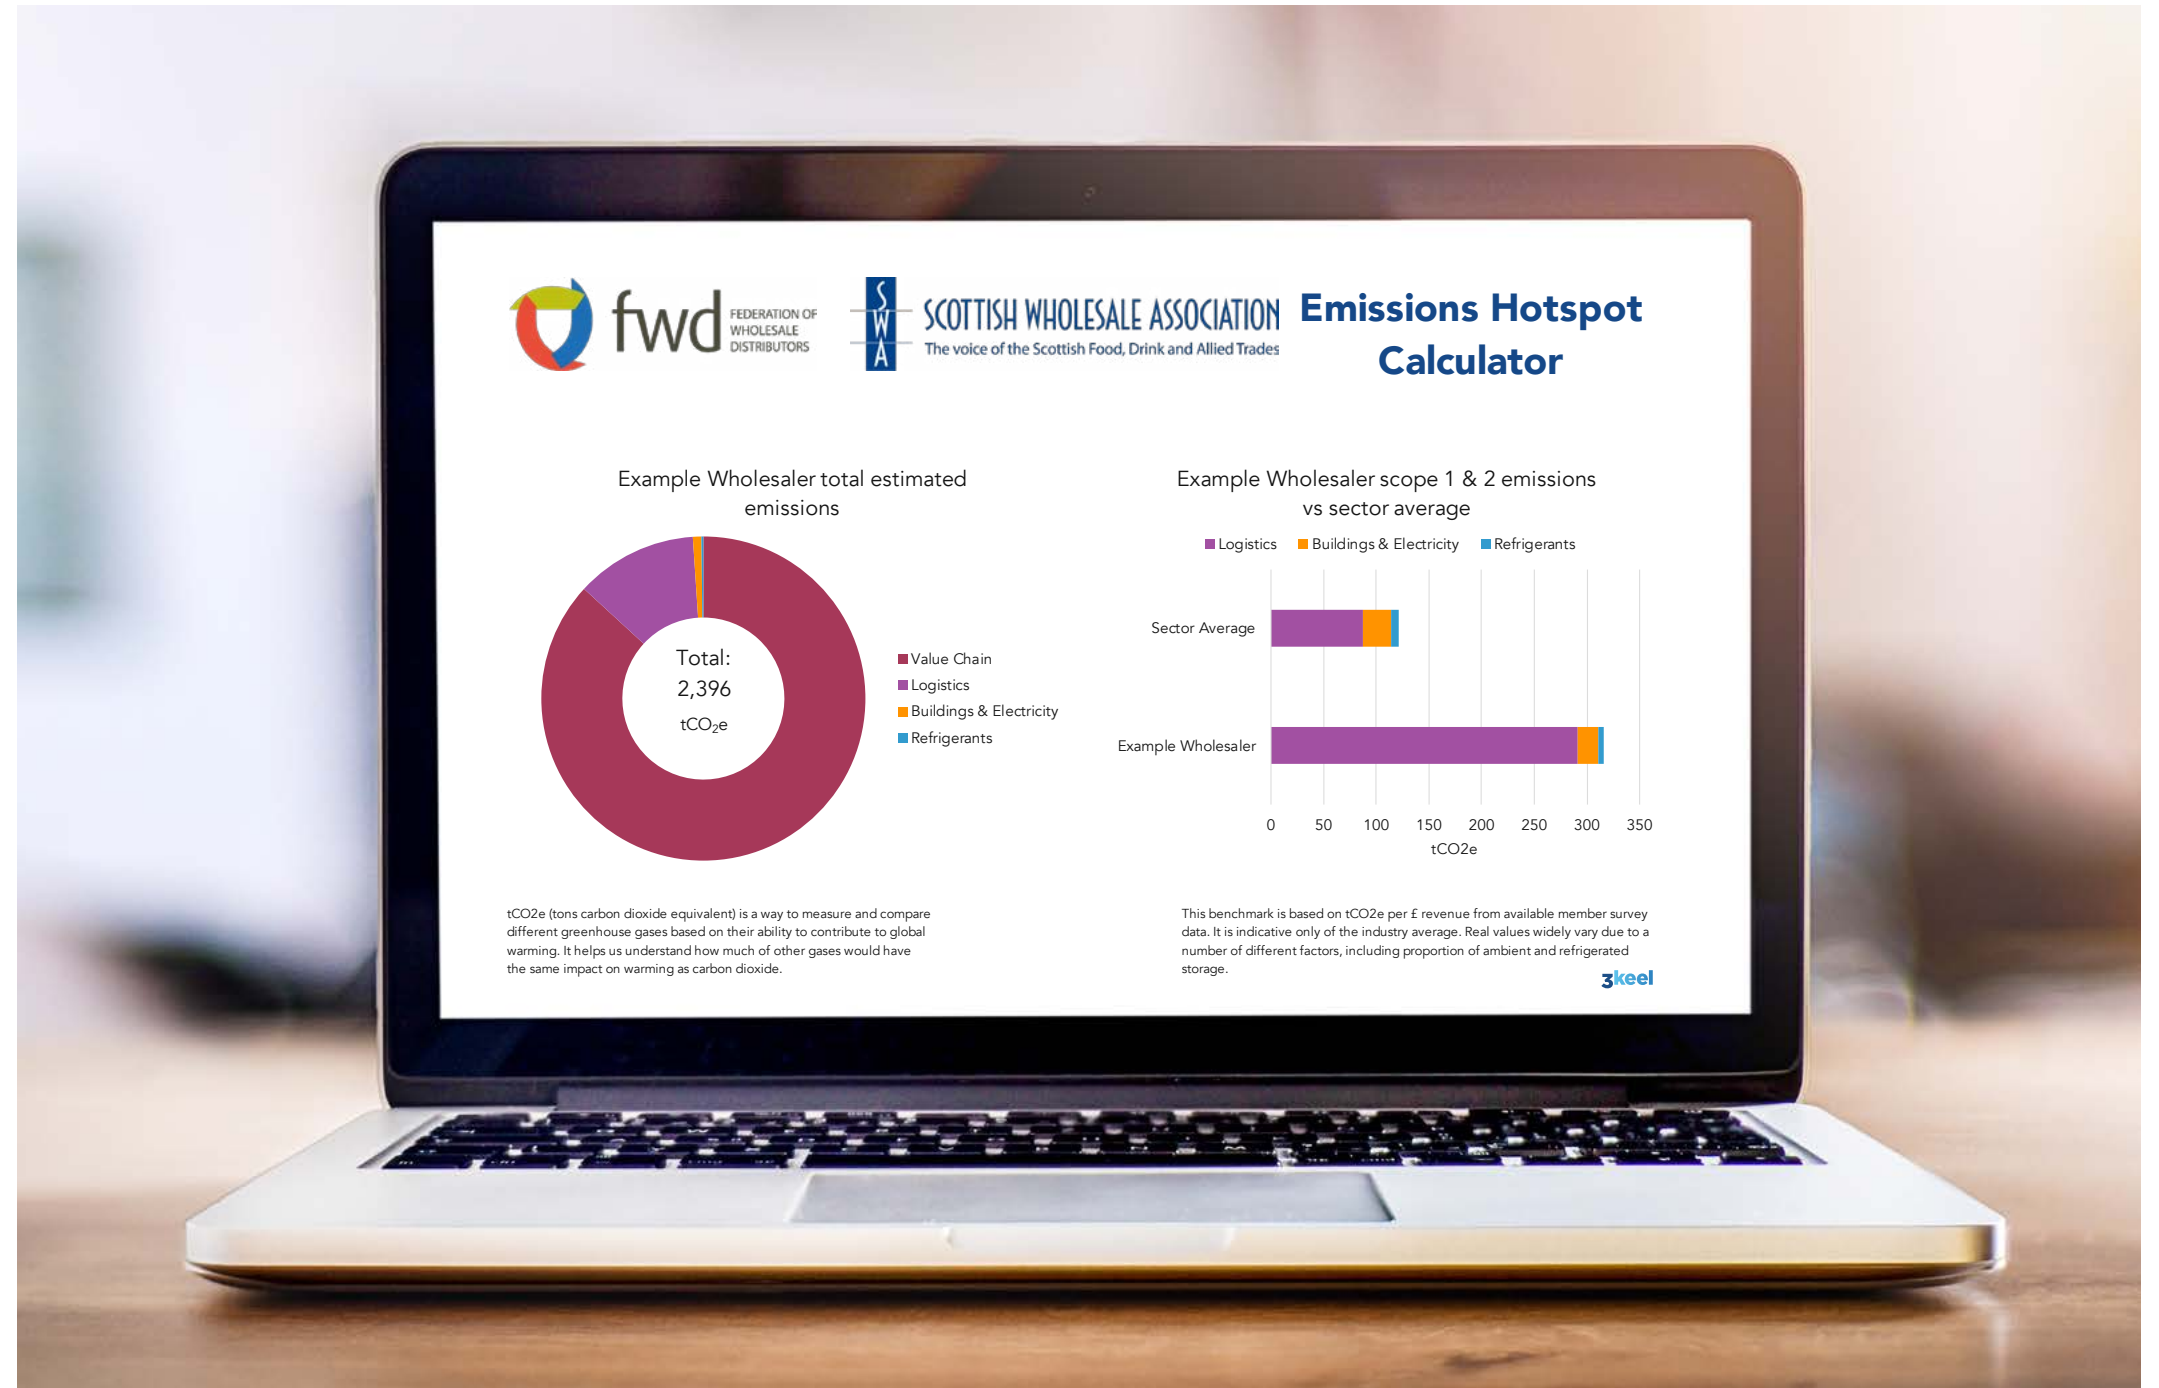 fwd
FEDERATION OF
WHOLESALE
DISTRIBUTORS
SWA
SCOTTISH WHOLESALE ASSOCIATION
The voice of the Scottish Food, Drink and Allied Trades
Emissions Hotspot
Calculator
Example Wholesaler total estimated
emissions
Total:
2,396
tCO₂e
Value Chain
Logistics
Buildings & Electricity
Refrigerants
Example Wholesaler scope 1 & 2 emissions
vs sector average
Logistics Buildings & Electricity Refrigerants
Sector Average
Example Wholesaler
0 50 100 150 200 250 300 350
tCO2e
tCO2e (tons carbon dioxide equivalent) is a way to measure and compare
different greenhouse gases based on their ability to contribute to global
warming. It helps us understand how much of other gases would have
the same impact on warming as carbon dioxide.
This benchmark is based on tCO2e per £ revenue from available member survey
data. It is indicative only of the industry average. Real values widely vary due to a
number of different factors, including proportion of ambient and refrigerated
storage.
3keel